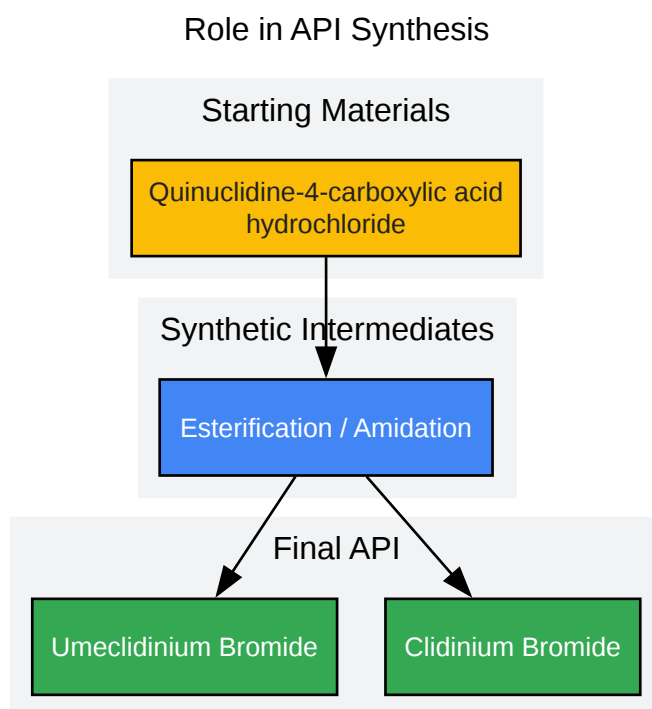 Role in API Synthesis
Starting Materials
Quinuclidine-4-carboxylic acid
hydrochloride
Synthetic Intermediates
Esterification / Amidation
Final API
Umeclidinium Bromide
Clidinium Bromide